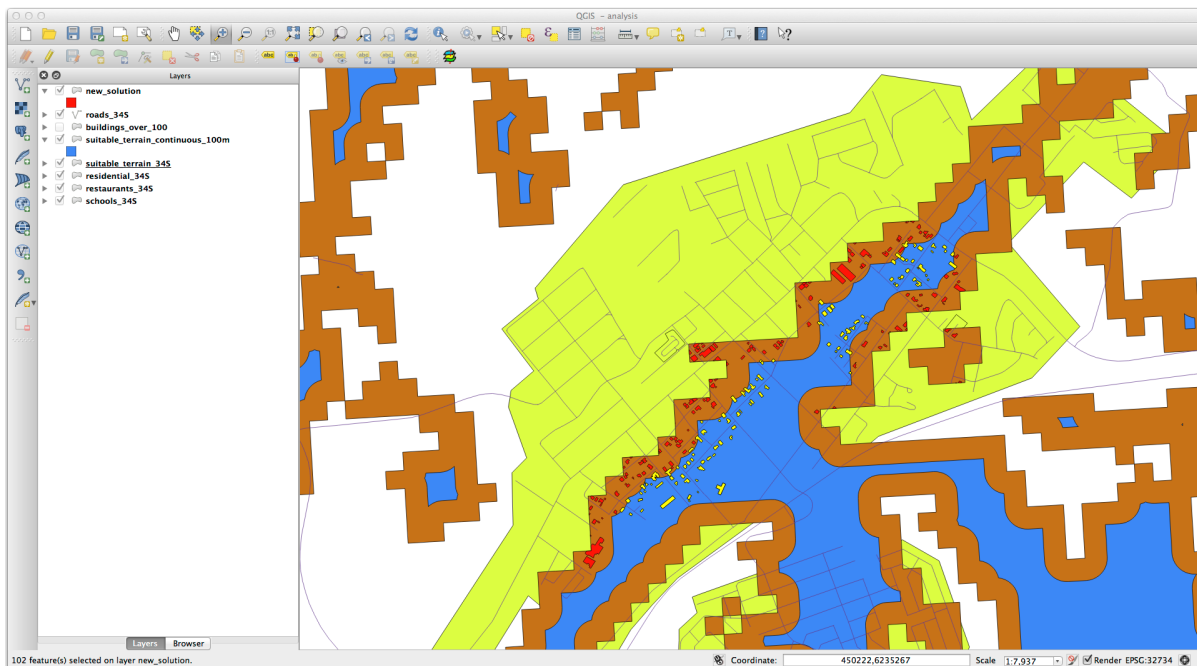 QGIS - analysis
Layers
new_solution
roads_34S
buildings_over_100
suitable_terrain_continuous_100m
suitable_terrain_34S
residential_34S
restaurants_34S
schools_34S
Layers Browser
102 feature(s) selected on layer new_solution.
Coordinate: 450222,6235267 Scale 1:7,937 Render EPSG:32734